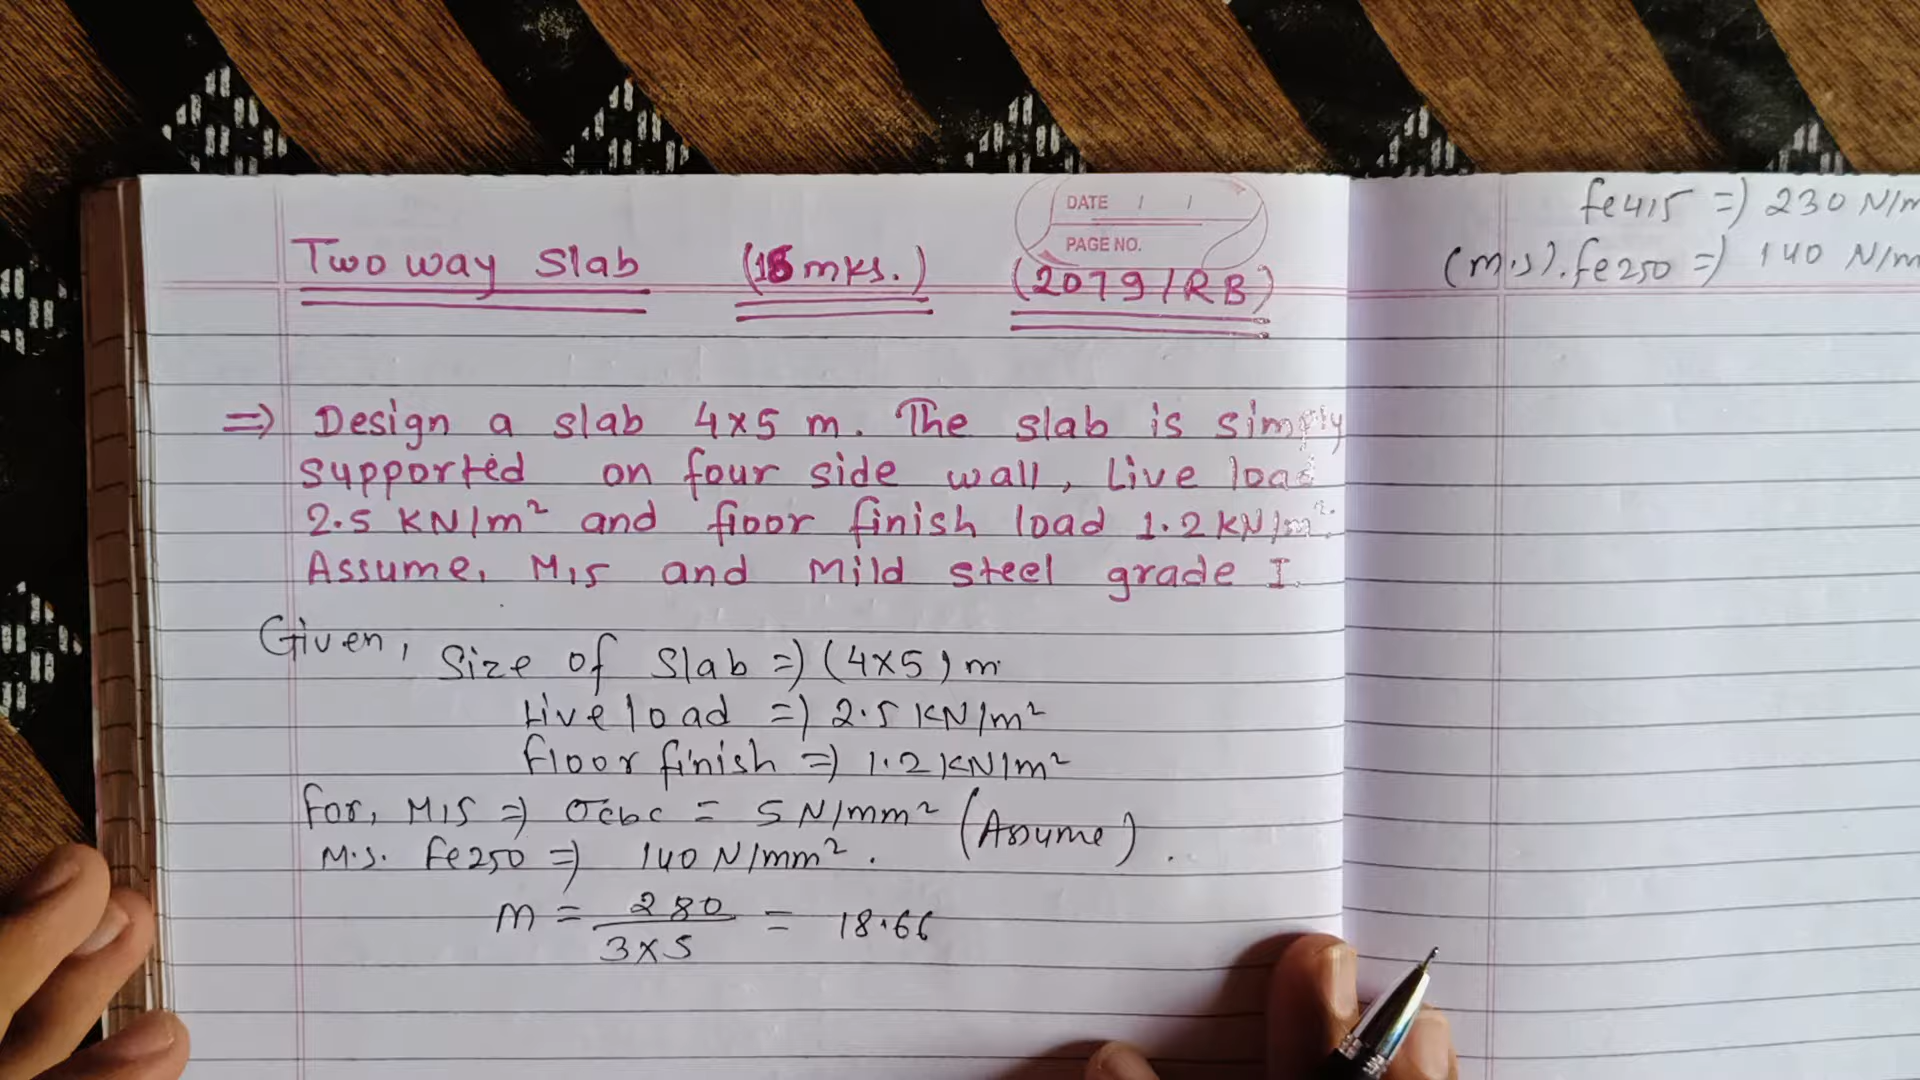 DATE / /
PAGE NO.
Two way Slab (15mks.) (2079/RB)
fe415 => 230 N/m
(m.s).fe250 => 140 N/m
=> Design a slab 4x5 m. The slab is simply
supported on four side wall, Live load
2.5 KN/m² and floor finish load 1.2 KN/m².
Assume, M15 and Mild steel grade I.
Given, Size of Slab => (4x5) m
Live load => 2.5 KN/m²
floor finish => 1.2 KN/m²
for, M15 => σcbc = 5 N/mm² (Assume).
M.s. fe250 => 140 N/mm².
m = 280 / 3x5 = 18.66